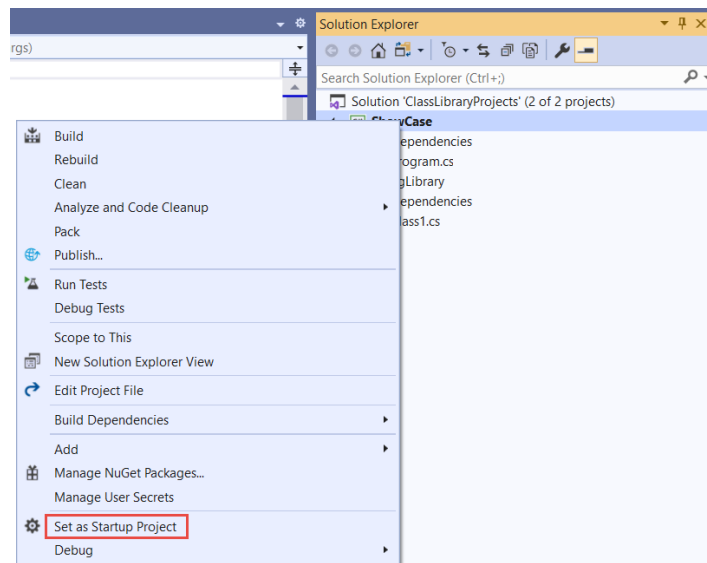 Solution Explorer
rgs)
Search Solution Explorer (Ctrl+;)
Solution 'ClassLibraryProjects' (2 of 2 projects)
ShowCase
ependencies
rogram.cs
gLibrary
ependencies
lass1.cs
Build
Rebuild
Clean
Analyze and Code Cleanup
Pack
Publish...
Run Tests
Debug Tests
Scope to This
New Solution Explorer View
Edit Project File
Build Dependencies
Add
Manage NuGet Packages...
Manage User Secrets
Set as Startup Project
Debug